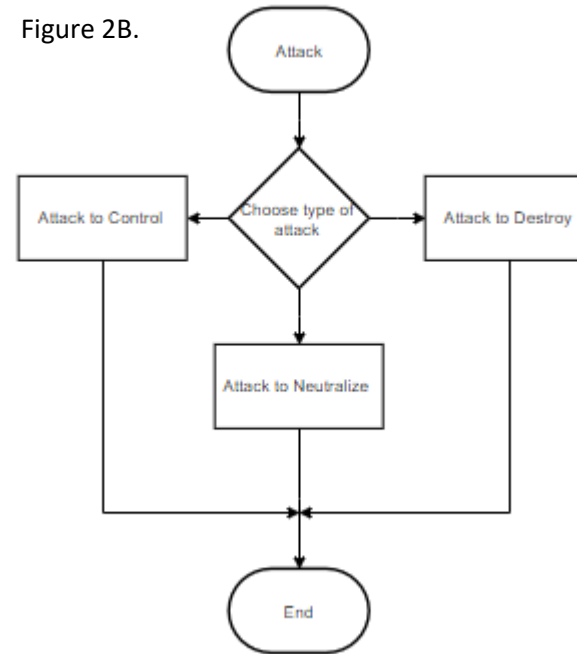 Figure 2B.
Attack
Choose type of
attack
Attack to Control
Attack to Destroy
Attack to Neutralize
End